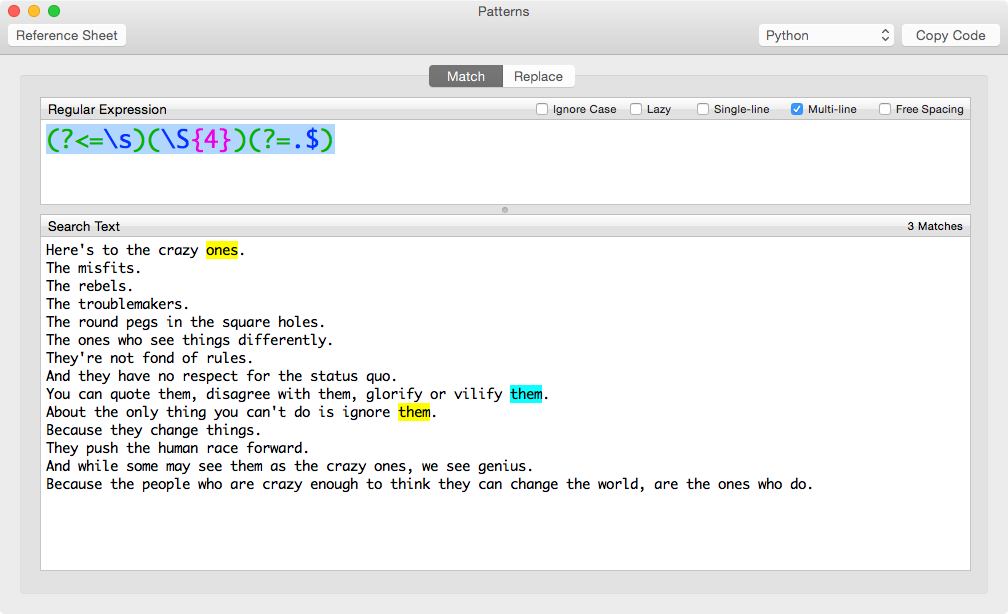 Patterns
Reference Sheet
Python
Copy Code
Match
Replace
Regular Expression
Ignore Case
Lazy
Single-line
Multi-line
Free Spacing
(?<=\s)(\S{4})(?=.$)
Search Text
3 Matches
Here's to the crazy ones.
The misfits.
The rebels.
The troublemakers.
The round pegs in the square holes.
The ones who see things differently.
They're not fond of rules.
And they have no respect for the status quo.
You can quote them, disagree with them, glorify or vilify them.
About the only thing you can't do is ignore them.
Because they change things.
They push the human race forward.
And while some may see them as the crazy ones, we see genius.
Because the people who are crazy enough to think they can change the world, are the ones who do.